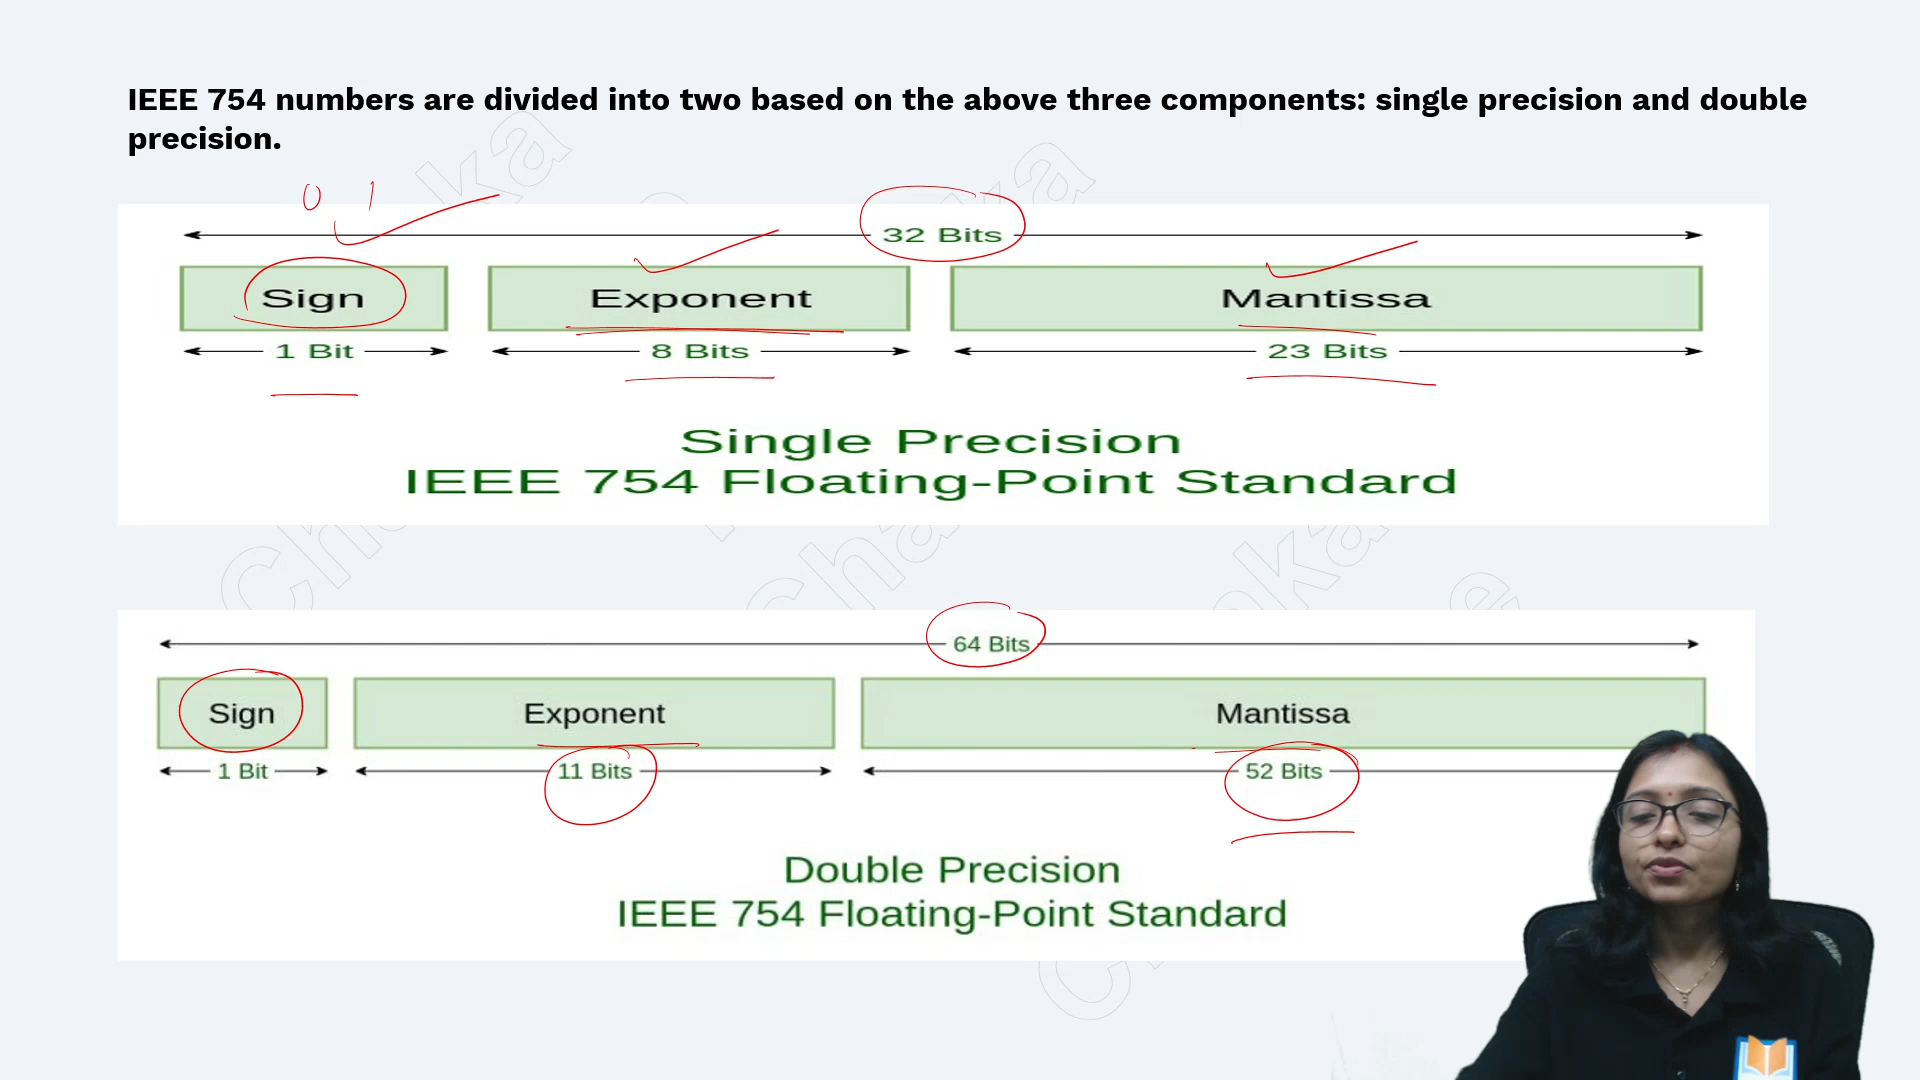 IEEE 754 numbers are divided into two based on the above three components: single precision and double
precision.
0 1
32 Bits
Sign Exponent Mantissa
1 Bit 8 Bits 23 Bits
Single Precision
IEEE 754 Floating-Point Standard
64 Bits
Sign Exponent Mantissa
1 Bit 11 Bits 52 Bits
Double Precision
IEEE 754 Floating-Point Standard